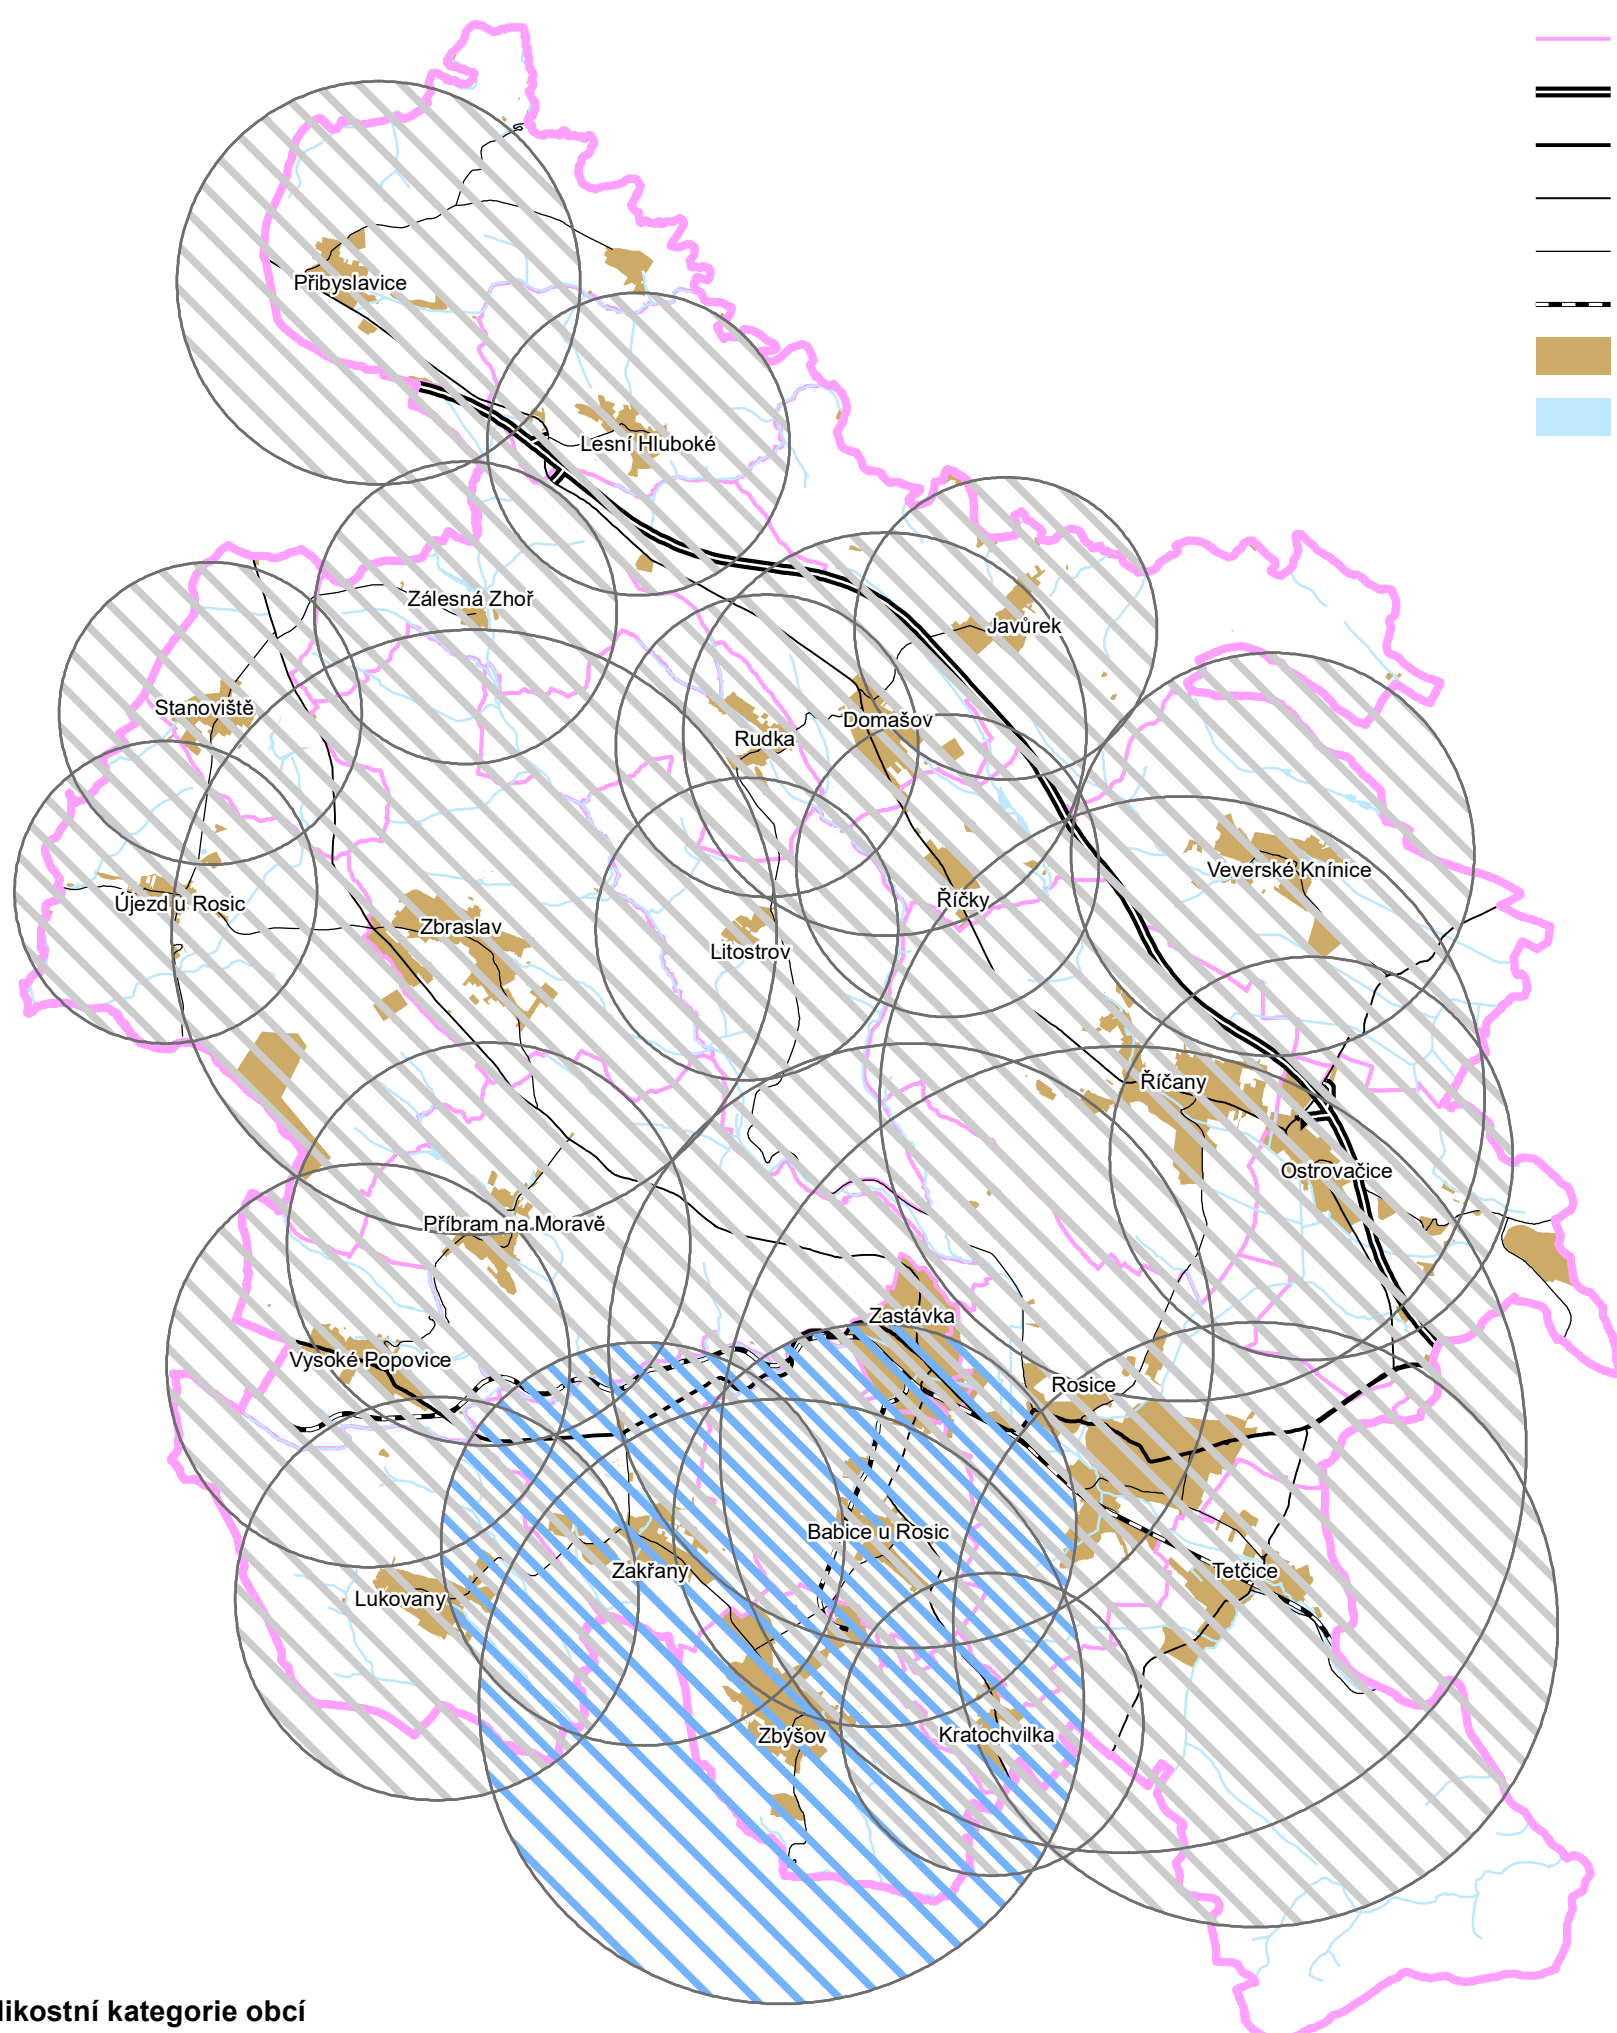 Přibyslavice
Lesní Hluboké
Zálesná Zhoř
Javůrek
Stanoviště
Domašov
Rudka
Veverské Knínice
Říčky
Újezd u Rosic
Zbraslav
Litostrov
Říčany
Ostrovačice
Příbram na Moravě
Zastávka
Vysoké Popovice
Rosice
Babice u Rosic
Zakřany
Tetčice
Lukovany
Zbýšov
Kratochvilka
likostní kategorie obcí